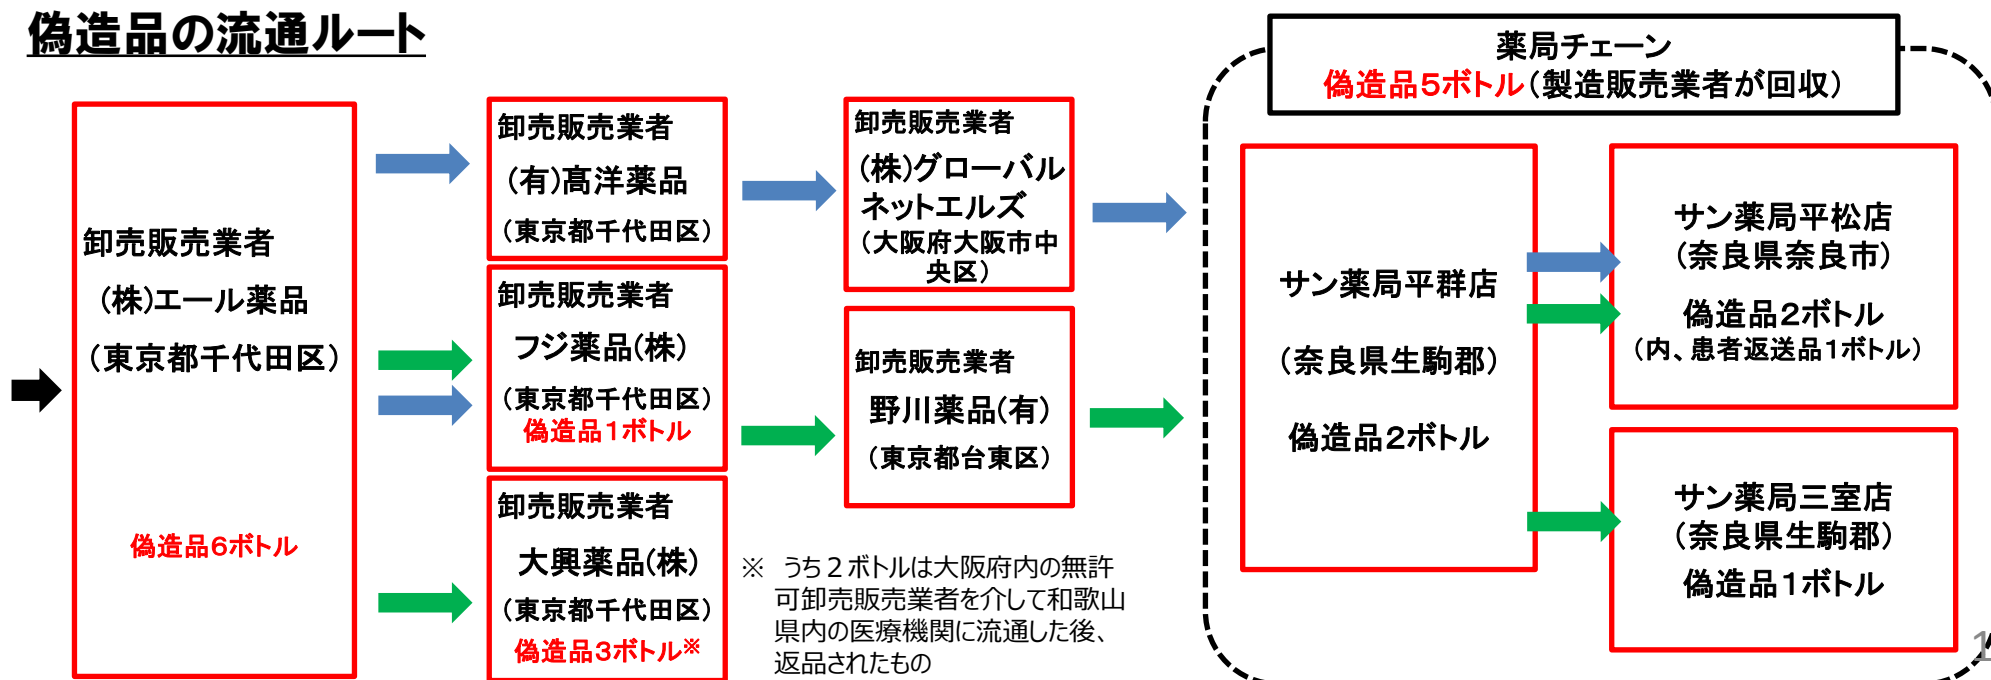 偽造品の流通ルート
卸売販売業者
(株)エール薬品
(東京都千代田区)
偽造品6ボトル
卸売販売業者
(有)髙洋薬品
(東京都千代田区)
卸売販売業者
フジ薬品(株)
(東京都千代田区)
偽造品1ボトル
卸売販売業者
大興薬品(株)
(東京都千代田区)
偽造品3ボトル※
卸売販売業者
(株)グローバル
ネットエルズ
(大阪府大阪市中
央区)
卸売販売業者
野川薬品(有)
(東京都台東区)
※ うち2ボトルは大阪府内の無許
可卸売販売業者を介して和歌山
県内の医療機関に流通した後、
返品されたもの
薬局チェーン
偽造品5ボトル(製造販売業者が回収)
サン薬局平群店
(奈良県生駒郡)
偽造品2ボトル
サン薬局平松店
(奈良県奈良市)
偽造品2ボトル
(内、患者返送品1ボトル)
サン薬局三室店
(奈良県生駒郡)
偽造品1ボトル
1